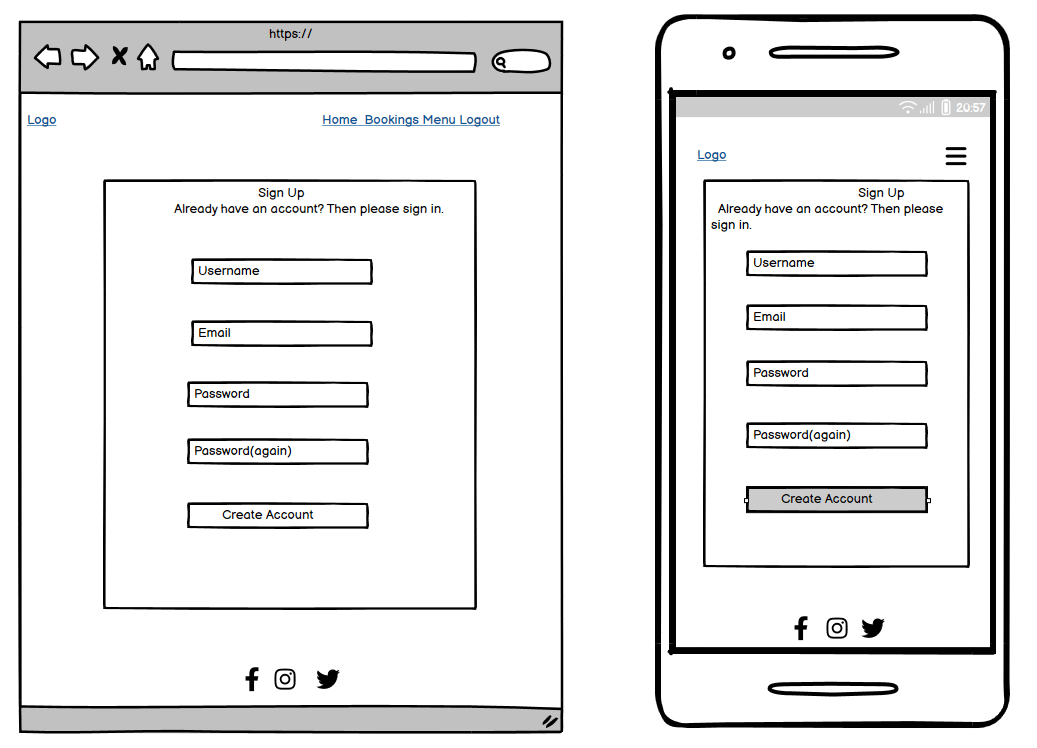 https://
Logo
Home Bookings Menu Logout
Sign Up
Already have an account? Then please sign in.
Username
Email
Password
Password(again)
Create Account
20:57
Logo
Sign Up
Already have an account? Then please
sign in.
Username
Email
Password
Password(again)
Create Account